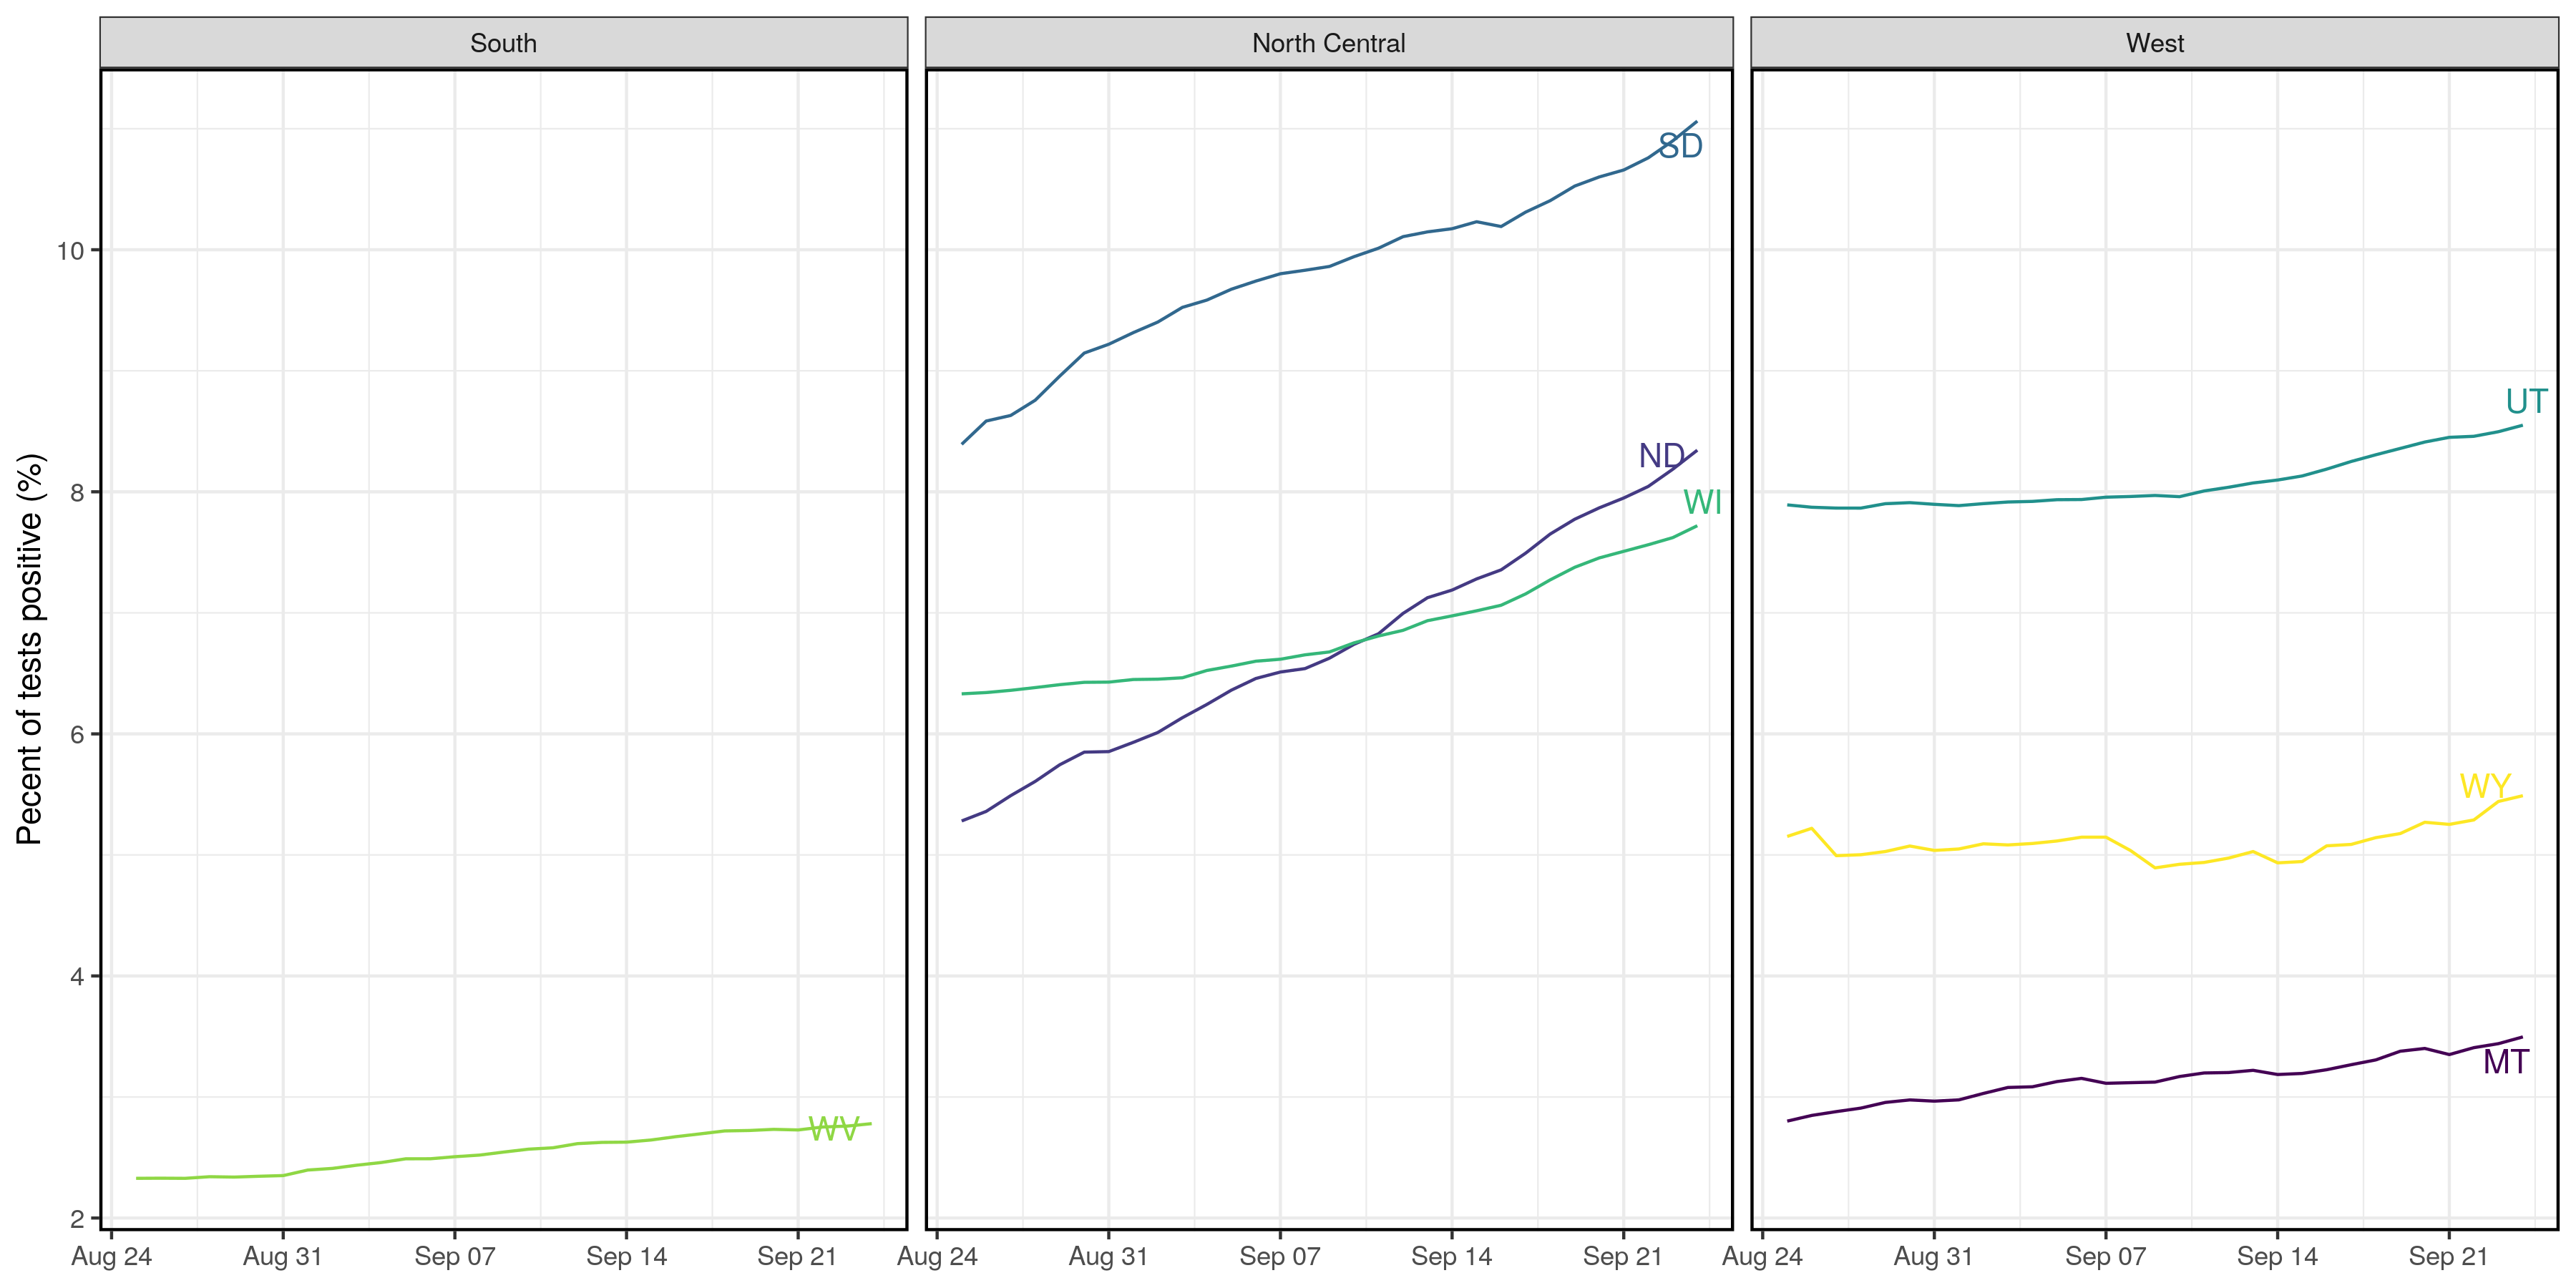 South
North Central
West
Pecent of tests positive (%)
10
8
6
4
2
SD
ND
WI
UT
WY
MT
WV
Aug 24 Aug 31 Sep 07 Sep 14 Sep 21
Aug 24 Aug 31 Sep 07 Sep 14 Sep 21
Aug 24 Aug 31 Sep 07 Sep 14 Sep 21